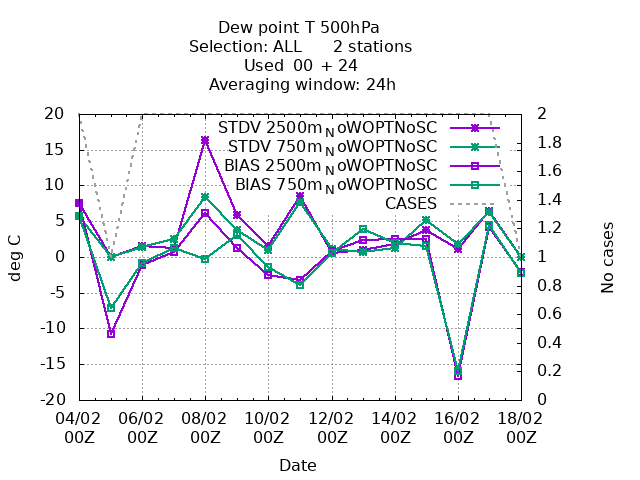 Dew point T 500hPa
Selection: ALL 2 stations
Used 00 + 24
Averaging window: 24h
STDV 2500m_NoWOPTNoSC
STDV 750m_NoWOPTNoSC
BIAS 2500m_NoWOPTNoSC
BIAS 750m_NoWOPTNoSC
CASES
deg C
20
15
10
5
0
-5
-10
-15
-20
No cases
2
1.8
1.6
1.4
1.2
1
0.8
0.6
0.4
0.2
0
04/02 06/02 08/02 10/02 12/02 14/02 16/02 18/02
00Z 00Z 00Z 00Z 00Z 00Z 00Z 00Z
Date